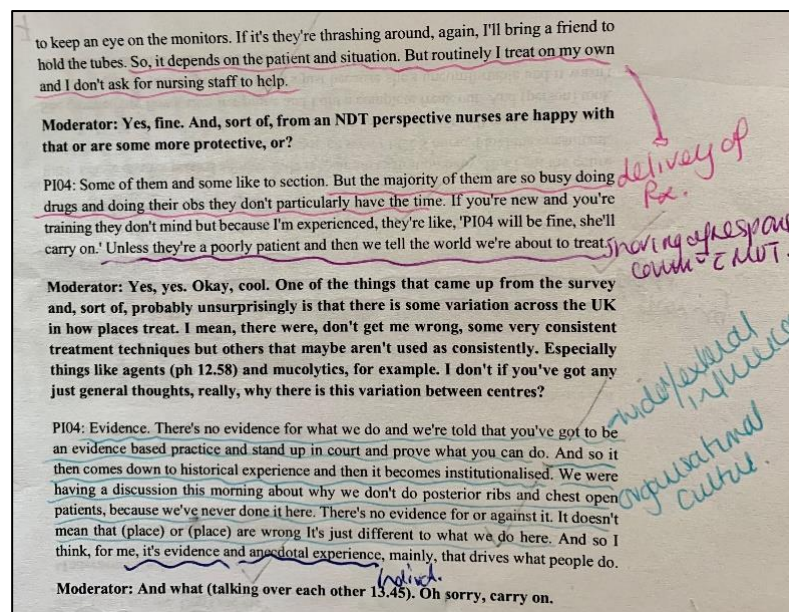 to keep an eye on the monitors. If it's they're thrashing around, again, I'll bring a friend to
hold the tubes. So, it depends on the patient and situation. But routinely I treat on my own
and I don't ask for nursing staff to help.
Moderator: Yes, fine. And, sort of, from an NDT perspective nurses are happy with
that or are some more protective, or?
PI04: Some of them and some like to section. But the majority of them are so busy doing
drugs and doing their obs they don't particularly have the time. If you're new and you're
training they don't mind but because I'm experienced, they're like, 'PI04 will be fine, she'll
carry on.' Unless they're a poorly patient and then we tell the world we're about to treat.
delivery of
Rx.
sharing of respons
comm MDT.
Moderator: Yes, yes. Okay, cool. One of the things that came up from the survey
and, sort of, probably unsurprisingly is that there is some variation across the UK
in how places treat. I mean, there were, don't get me wrong, some very consistent
treatment techniques but others that maybe aren't used as consistently. Especially
things like agents (ph 12.58) and mucolytics, for example. I don't if you've got any
just general thoughts, really, why there is this variation between centres?
PI04: Evidence. There's no evidence for what we do and we're told that you've got to be
an evidence based practice and stand up in court and prove what you can do. And so it
then comes down to historical experience and then it becomes institutionalised. We were
having a discussion this morning about why we don't do posterior ribs and chest open
patients, because we've never done it here. There's no evidence for or against it. It doesn't
mean that (place) or (place) are wrong It's just different to what we do here. And so I
think, for me, it's evidence and anecdotal experience, mainly, that drives what people do.
wider/external
influence
organisational
culture.
Individ.
Moderator: And what (talking over each other 13.45). Oh sorry, carry on.